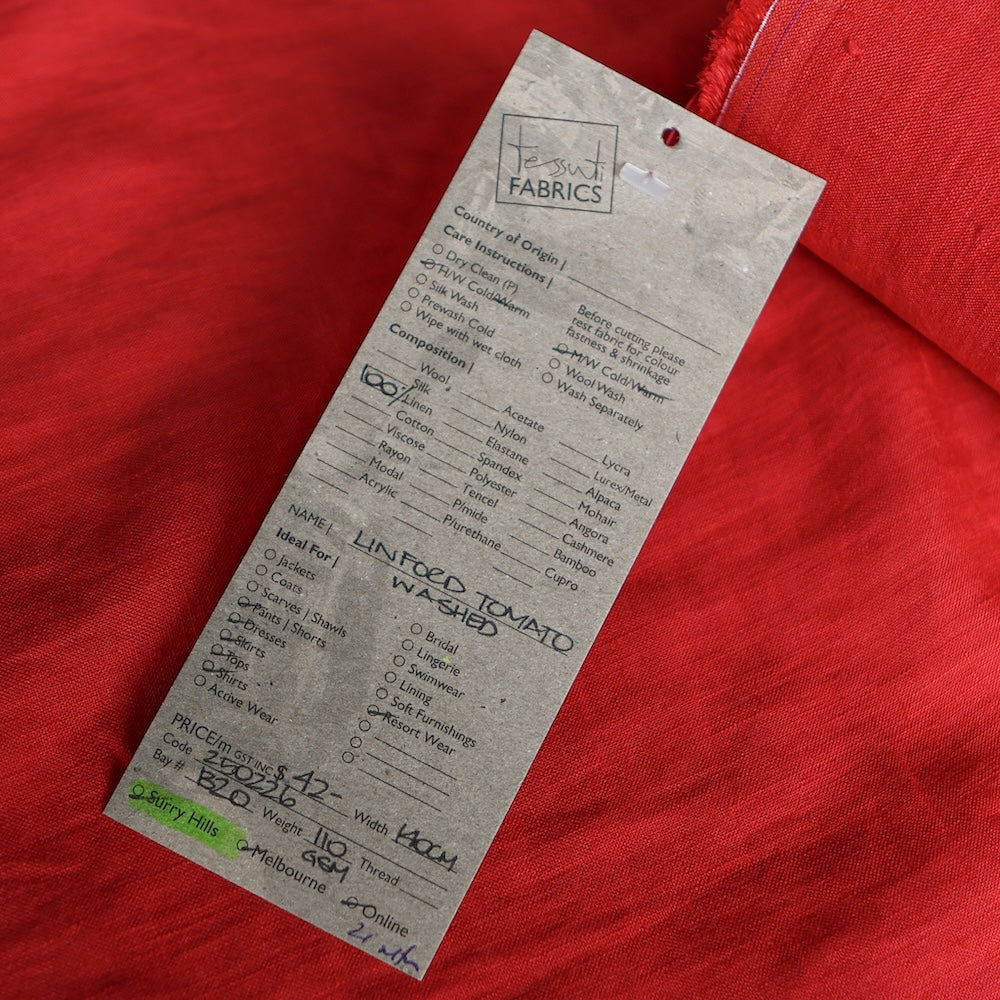 tessuti
FABRICS
Country of Origin |
Care Instructions |
Dry Clean (P)
H/W Cold/Warm
Silk Wash
Prewash Cold
Wipe with wet cloth
Before cutting please
test fabric for colour
fastness & shrinkage
M/W Cold/Warm
Wool Wash
Wash Separately
Composition |
Wool
Silk
100% Linen
Cotton
Viscose
Rayon
Modal
Acrylic
Acetate
Nylon
Elastane
Spandex
Polyester
Tencel
P/mide
P/urethane
Lycra
Lurex/Metal
Alpaca
Mohair
Angora
Cashmere
Bamboo
Cupro
NAME | LINFORD TOMATO
WASHED
Ideal For |
Jackets
Coats
Scarves | Shawls
Pants | Shorts
Dresses
Skirts
Tops
Shirts
Active Wear
Bridal
Lingerie
Swimwear
Lining
Soft Furnishings
Resort Wear
PRICE/m GST INC $ 42-
Code 250226 Width 140CM
Bay # B20 Weight 110 GSM Thread
Surry Hills Melbourne Online